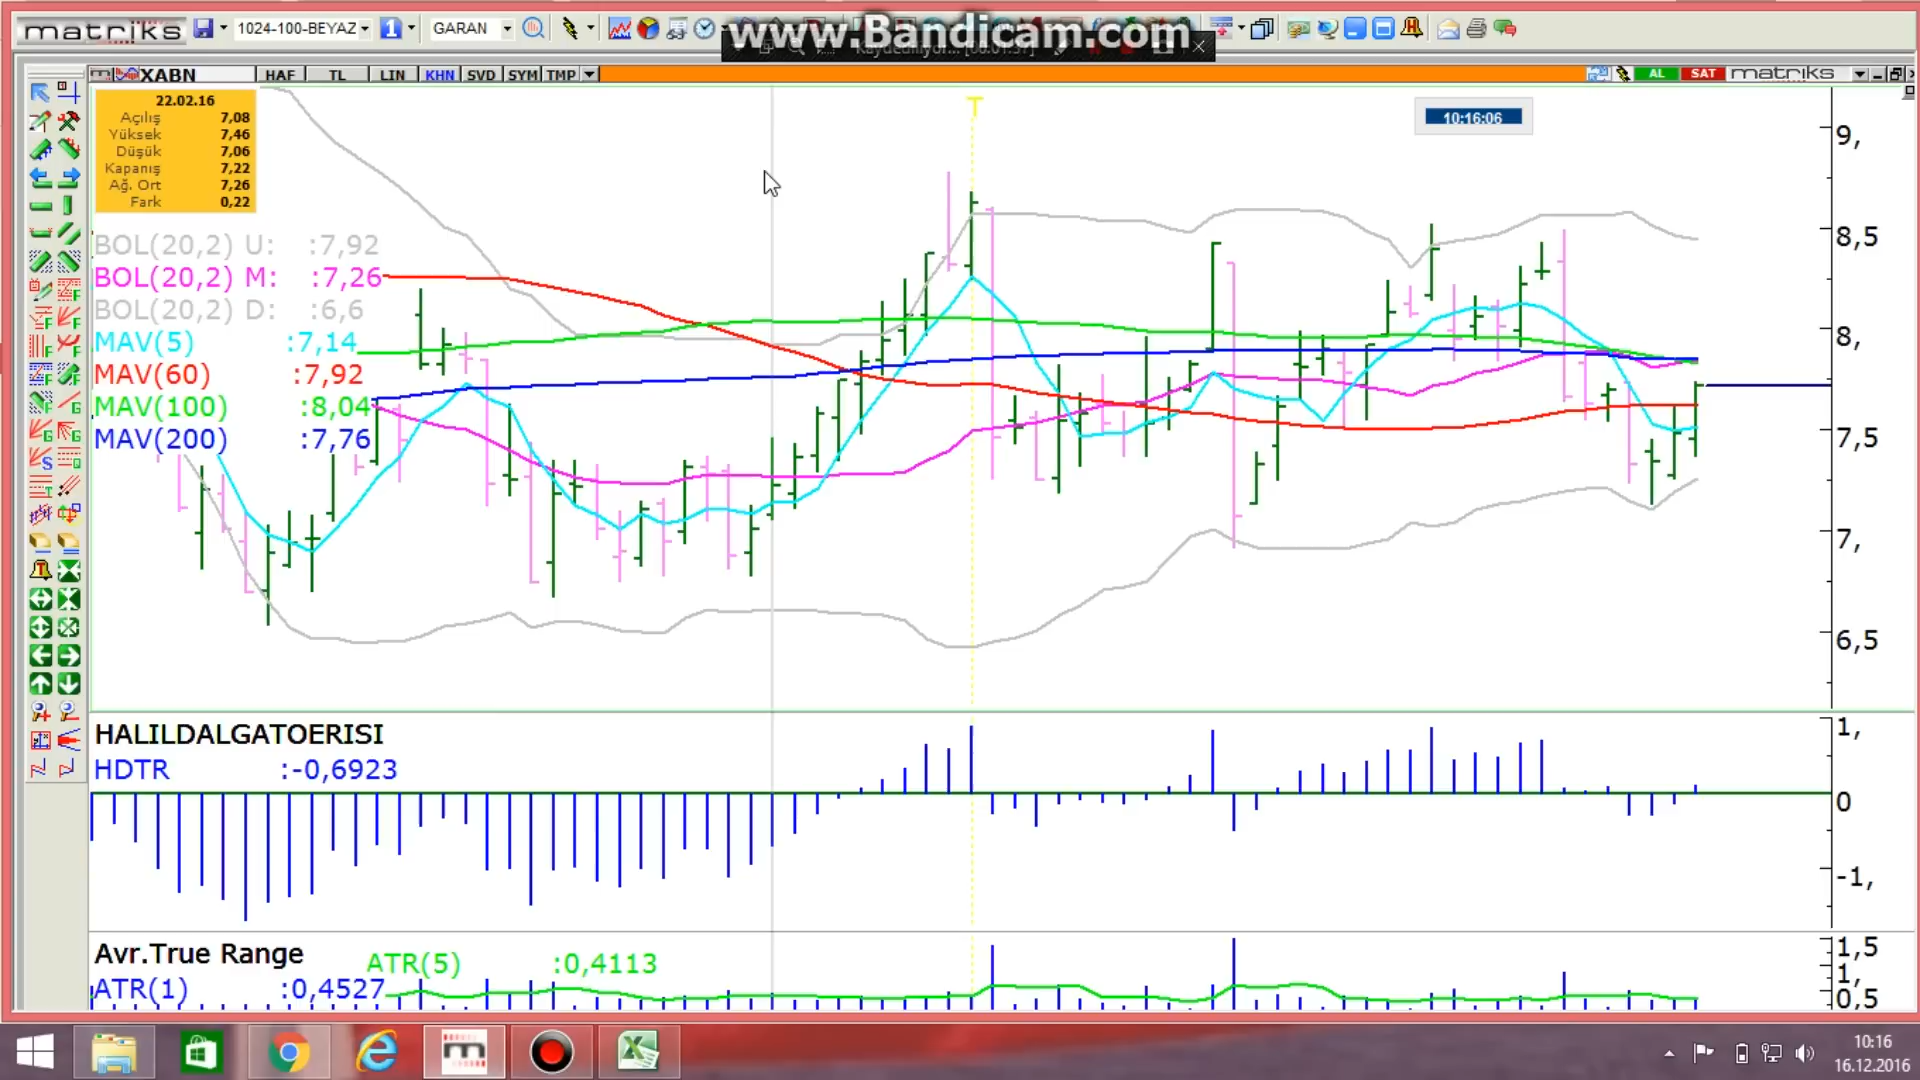 matriks 1024-100-BEYAZ 1 GARAN
www.Bandicam.com
XABN HAF TL LIN KHN SVD SYM TMP AL SAT matriks
22.02.16
Açılış 7,08
Yüksek 7,46
Düşük 7,06
Kapanış 7,22
Ağ. Ort 7,26
Fark 0,22
10:16:06
T
BOL(20,2) U: :7,92
BOL(20,2) M: :7,26
BOL(20,2) D: :6,6
MAV(5) :7,14
MAV(60) :7,92
MAV(100) :8,04
MAV(200) :7,76
9,
8,5
8,
7,5
7,
6,5
HALILDALGATOERISI
HDTR :-0,6923
1,
0
-1,
Avr.True Range ATR(5) :0,4113
ATR(1) :0,4527
1,5
1,
0,5
10:16
16.12.2016